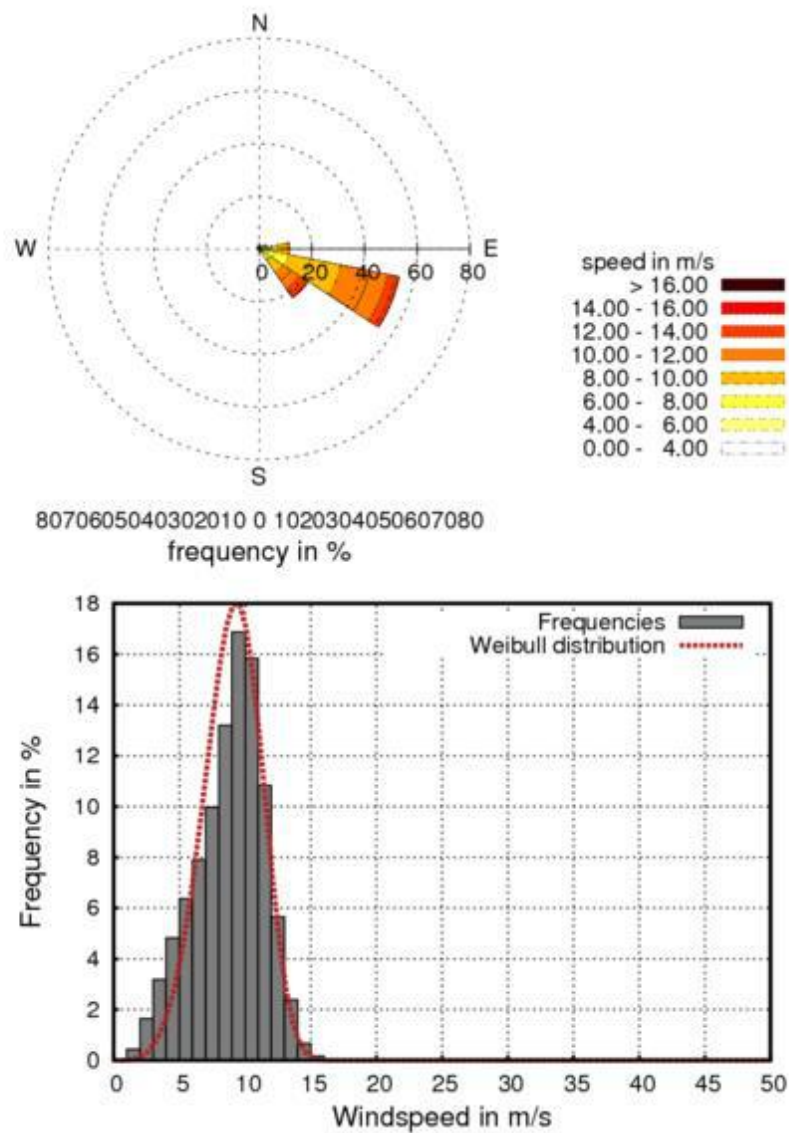 N
W
E
0 20 40 60 80
S
speed in m/s
> 16.00
14.00 - 16.00
12.00 - 14.00
10.00 - 12.00
8.00 - 10.00
6.00 - 8.00
4.00 - 6.00
0.00 - 4.00
80706050403020100 1020304050607080
frequency in %
18
Frequencies
Weibull distribution
16
14
12
10
8
6
4
2
0
Frequency in %
0 5 10 15 20 25 30 35 40 45 50
Windspeed in m/s